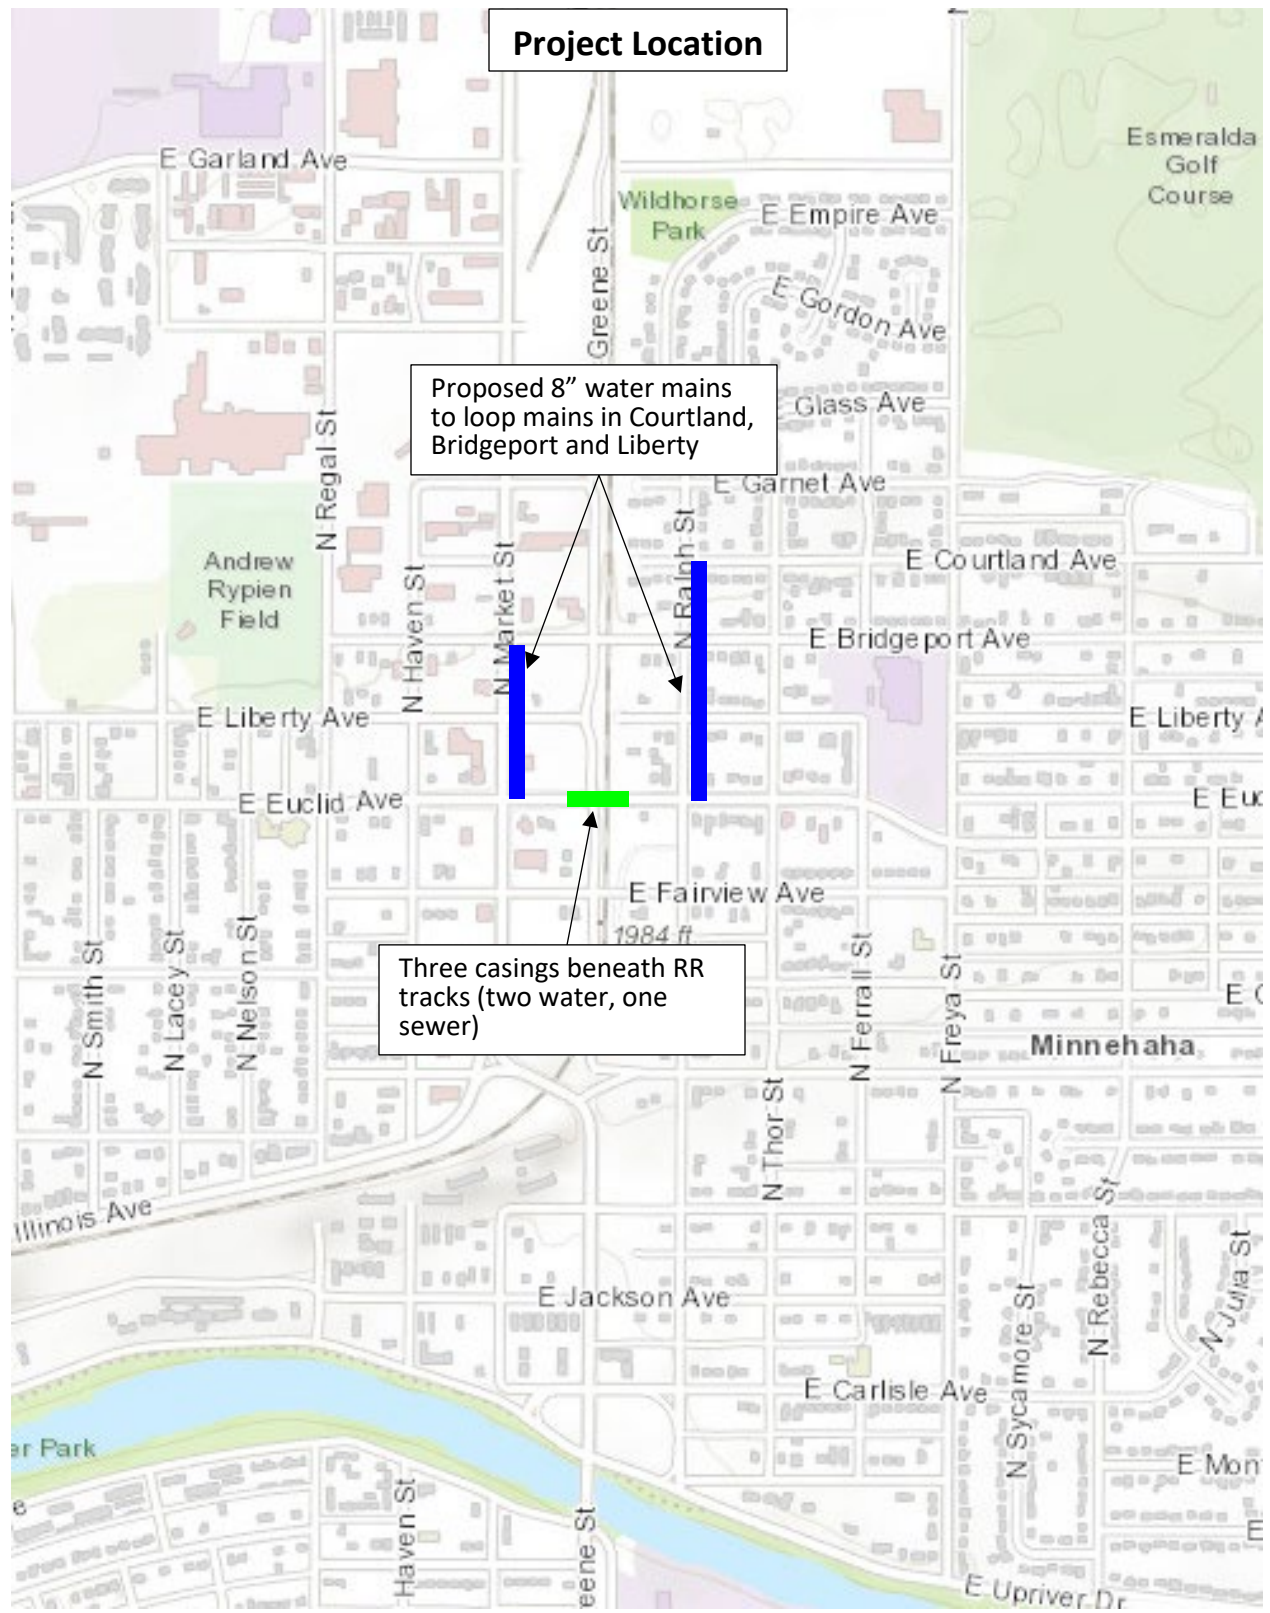 Project Location
E Garland Ave
Esmeralda
Golf
Course
Wildhorse
Park
E Empire Ave
Greene St
E Gordon Ave
Proposed 8” water mains
to loop mains in Courtland,
Bridgeport and Liberty
E Glass Ave
N Regal St
E Garnet Ave
Andrew
Rypien
Field
N Haven St
N Market St
N Ralph St
E Courtland Ave
E Bridgeport Ave
E Liberty Ave
E Liberty
E Euclid Ave
E Fairview Ave
1984 ft.
Three casings beneath RR
tracks (two water, one
sewer)
N Smith St
N Lacey St
N Nelson St
N Ferrall St
N Freya St
Minnehaha
N Thor St
Illinois Ave
E Jackson Ave
N Sycamore St
N Rebecca St
N Julia St
E Carlisle Ave
er Park
E Mon
Haven St
reene St
E Upriver Dr